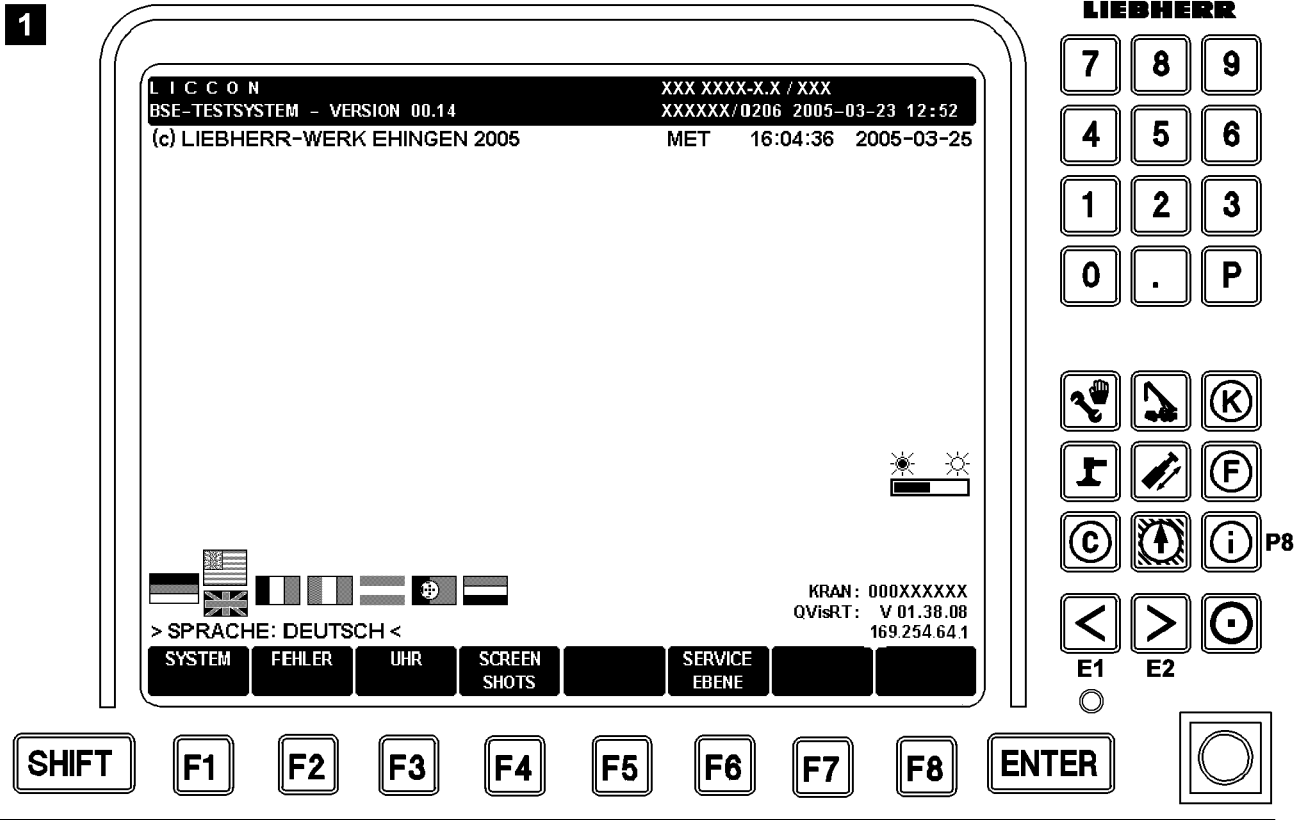 1
LIEBHERR
L I C C O N XXX XXXX-X.X / XXX
BSE-TESTSYSTEM - VERSION 00.14 XXXXXX/0206 2005-03-23 12:52
(c) LIEBHERR-WERK EHINGEN 2005 MET 16:04:36 2005-03-25
KRAN: 000XXXXXX
QVisRT: V 01.38.08
> SPRACHE: DEUTSCH < 169.254.64.1
SYSTEM FEHLER UHR SCREEN SHOTS SERVICE EBENE
7 8 9
4 5 6
1 2 3
0 . P
K
F
C i P8
< >
E1 E2
SHIFT F1 F2 F3 F4 F5 F6 F7 F8 ENTER